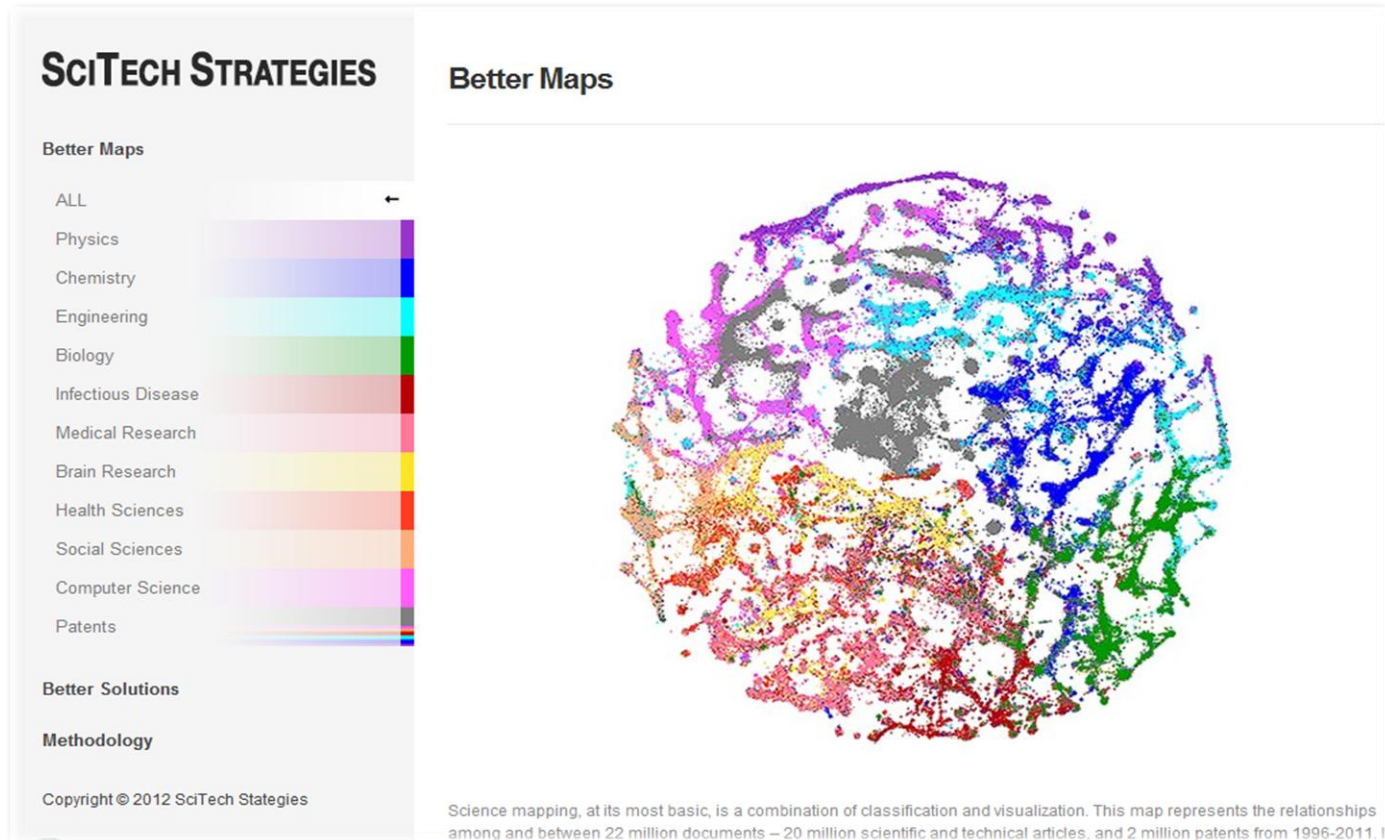 SCITECH STRATEGIES
Better Maps
ALL ←
Physics
Chemistry
Engineering
Biology
Infectious Disease
Medical Research
Brain Research
Health Sciences
Social Sciences
Computer Science
Patents
Better Solutions
Methodology
Copyright © 2012 SciTech Stategies
Better Maps
Science mapping, at its most basic, is a combination of classification and visualization. This map represents the relationships
among and between 22 million documents – 20 million scientific and technical articles, and 2 million patents from 1996-2011.